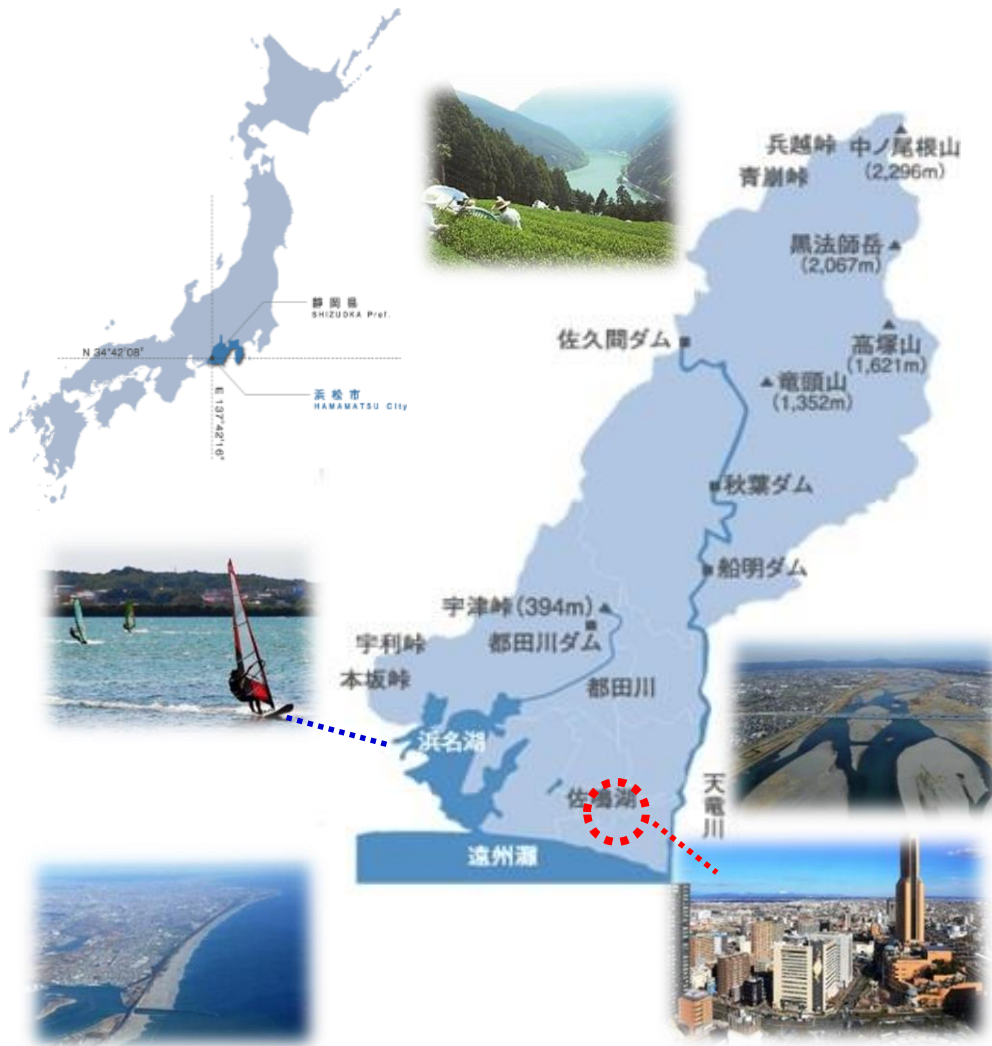 静岡県
SHIZUOKA Pref.
N 34°42'08"
浜松市
HAMAMATSU City
E 137°42'16"
兵越峠
中ノ尾根山
(2,296m)
青崩峠
黒法師岳
(2,067m)
佐久間ダム
高塚山
(1,621m)
竜頭山
(1,352m)
秋葉ダム
船明ダム
宇津峠(394m)
都田川ダム
宇利峠
本坂峠
都田川
浜名湖
佐鳴湖
天竜川
遠州灘